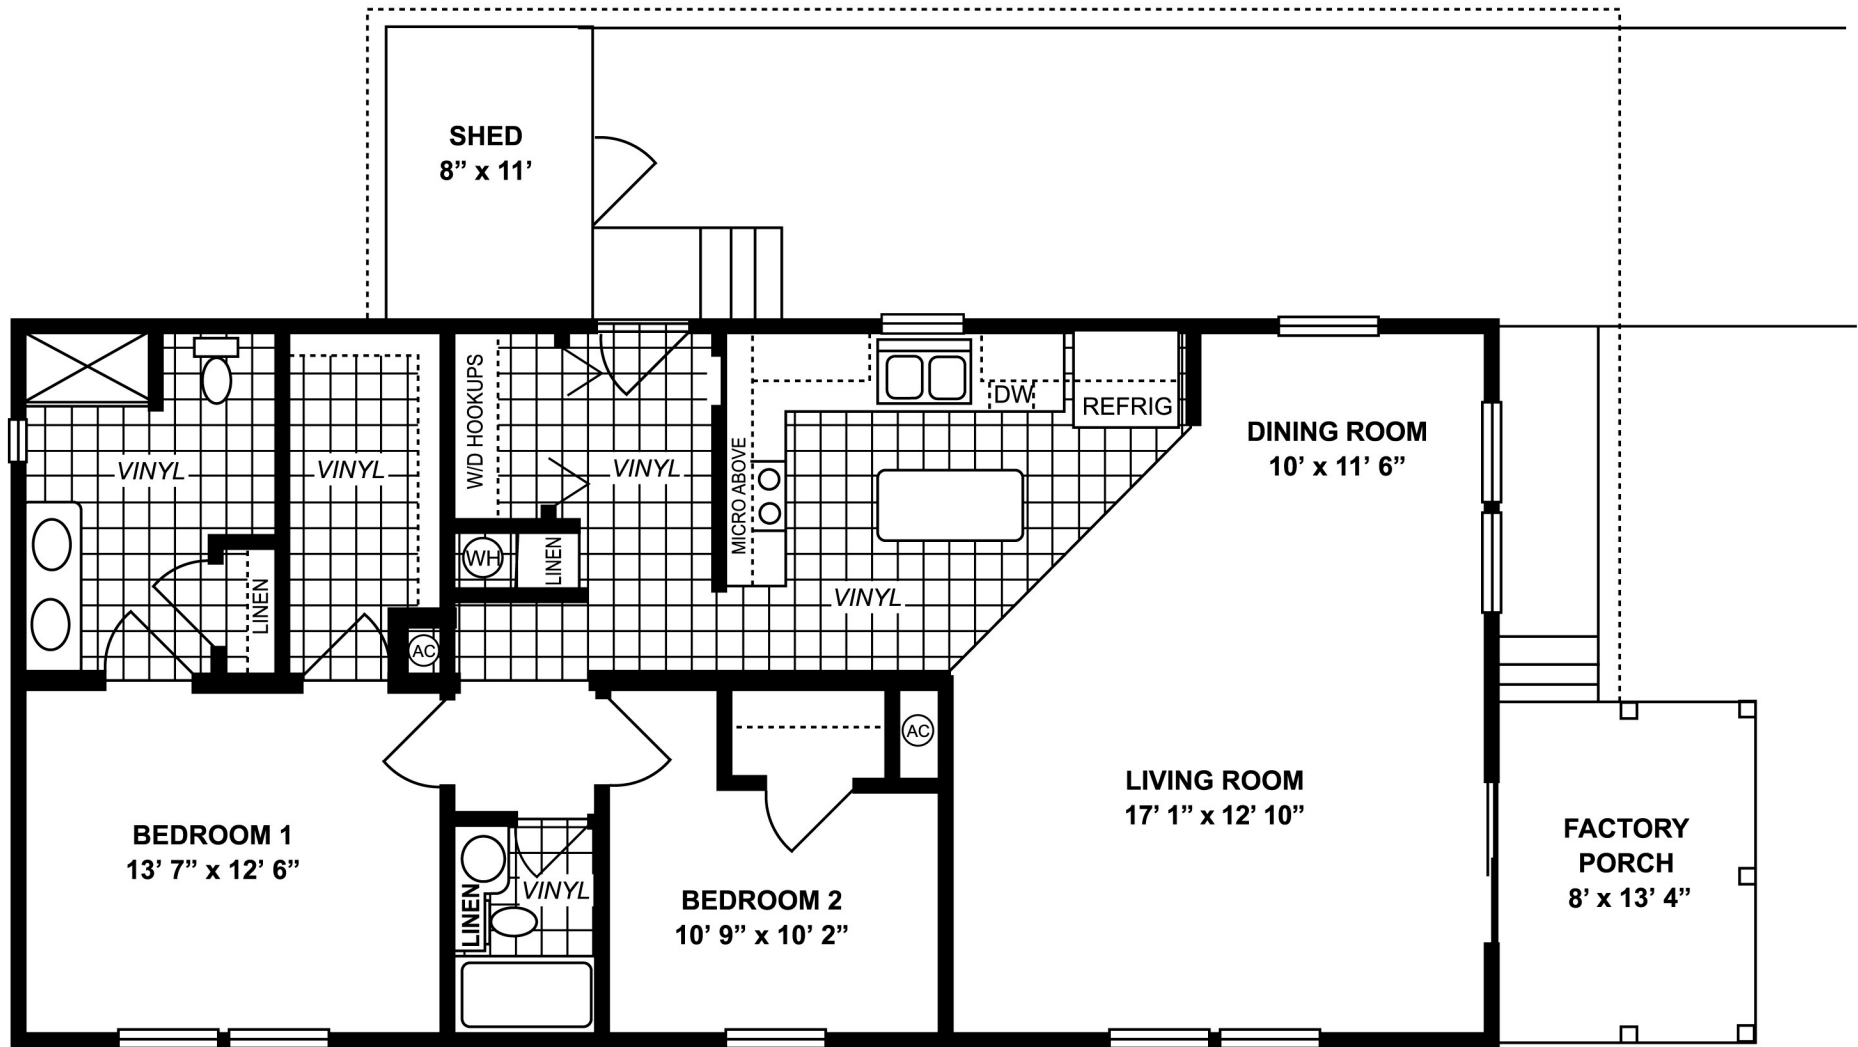 SHED
8” x 11’
W/D HOOKUPS
DW
REFRIG
DINING ROOM
10’ x 11’ 6”
VINYL
VINYL
VINYL
MICRO ABOVE
WH
LINEN
LINEN
VINYL
AC
AC
LIVING ROOM
17’ 1” x 12’ 10”
BEDROOM 1
13’ 7” x 12’ 6”
FACTORY
PORCH
8’ x 13’ 4”
VINYL
LINEN
BEDROOM 2
10’ 9” x 10’ 2”